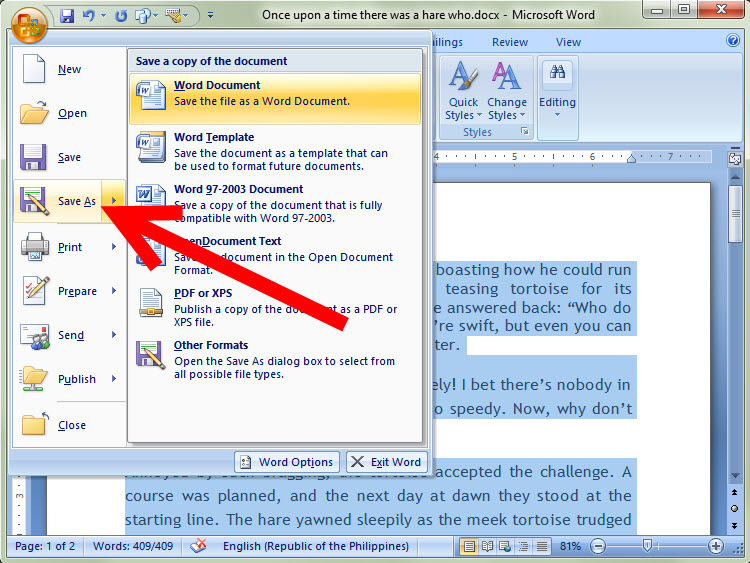 Once upon a time there was a hare who.docx - Microsoft Word
ilings Review View
New
Open
Save
Save As
Print
Prepare
Send
Publish
Close
Save a copy of the document
Word Document
Save the file as a Word Document.
Word Template
Save the document as a template that can
be used to format future documents.
Word 97-2003 Document
Save a copy of the document that is fully
compatible with Word 97-2003.
OpenDocument Text
document in the Open Document
Format.
PDF or XPS
Publish a copy of the document as a PDF or
XPS file.
Other Formats
Open the Save As dialog box to select from
all possible file types.
Word Options Exit Word
Quick
Styles
Change
Styles
Editing
Styles
4 5 6 7
boasting how he could run
teasing tortoise for its
e answered back: “Who do
’re swift, but even you can
ter.
ely! I bet there’s nobody in
o speedy. Now, why don’t
accepted the challenge. A
course was planned, and the next day at dawn they stood at the
starting line. The hare yawned sleepily as the meek tortoise trudged
3
Page: 1 of 2 Words: 409/409 English (Republic of the Philippines) 81%